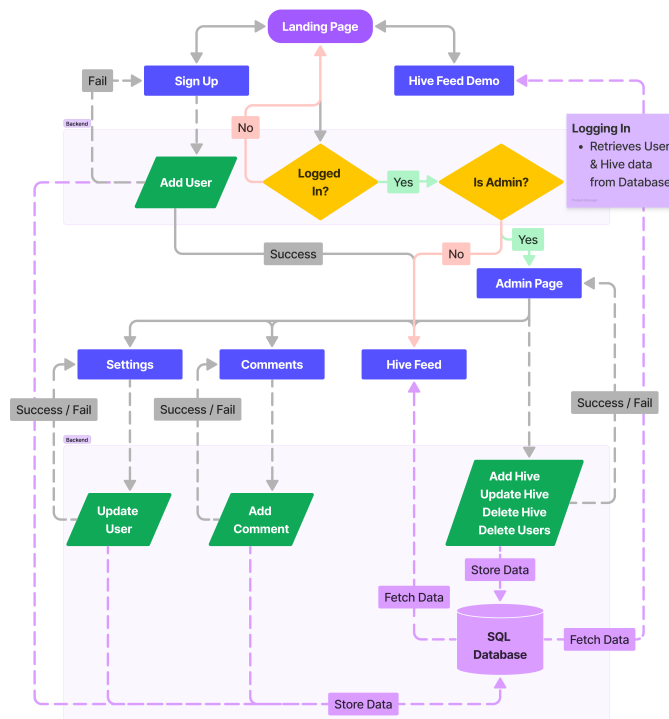 Landing Page
Fail
Sign Up
Hive Feed Demo
Backend
No
Logging In
• Retrieves User
& Hive data
from Database
Add User
Logged
In?
Yes
Is Admin?
Success
No
Yes
Admin Page
Settings
Comments
Hive Feed
Success / Fail
Success / Fail
Success / Fail
Backend
Add Hive
Update Hive
Delete Hive
Delete Users
Update
User
Add
Comment
Store Data
Fetch Data
SQL
Database
Fetch Data
Store Data